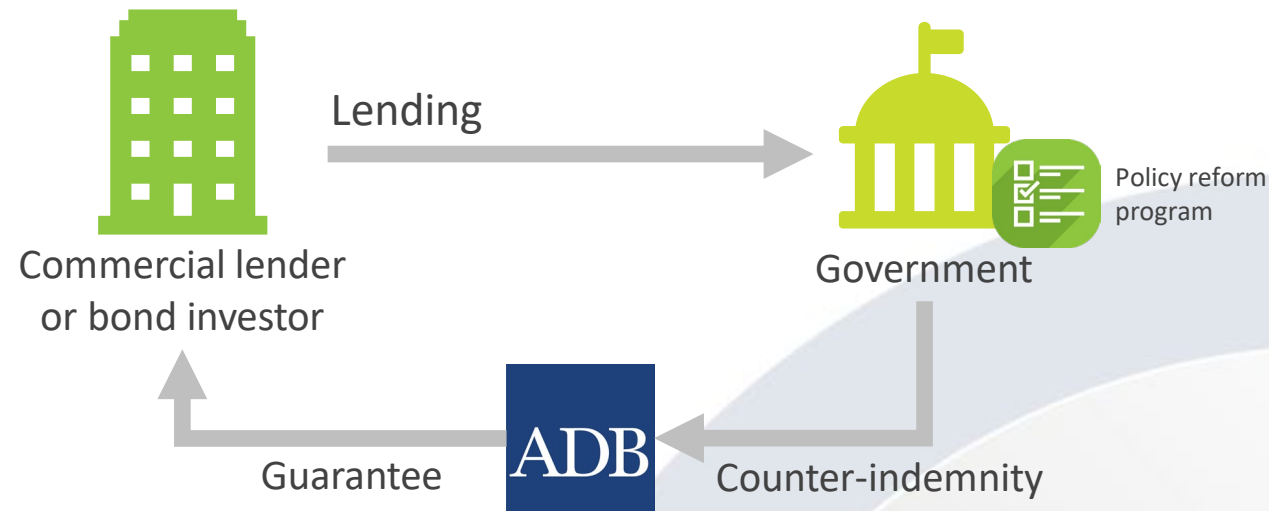 Lending
Policy reform
program
Commercial lender
or bond investor
Government
ADB
Guarantee
Counter-indemnity